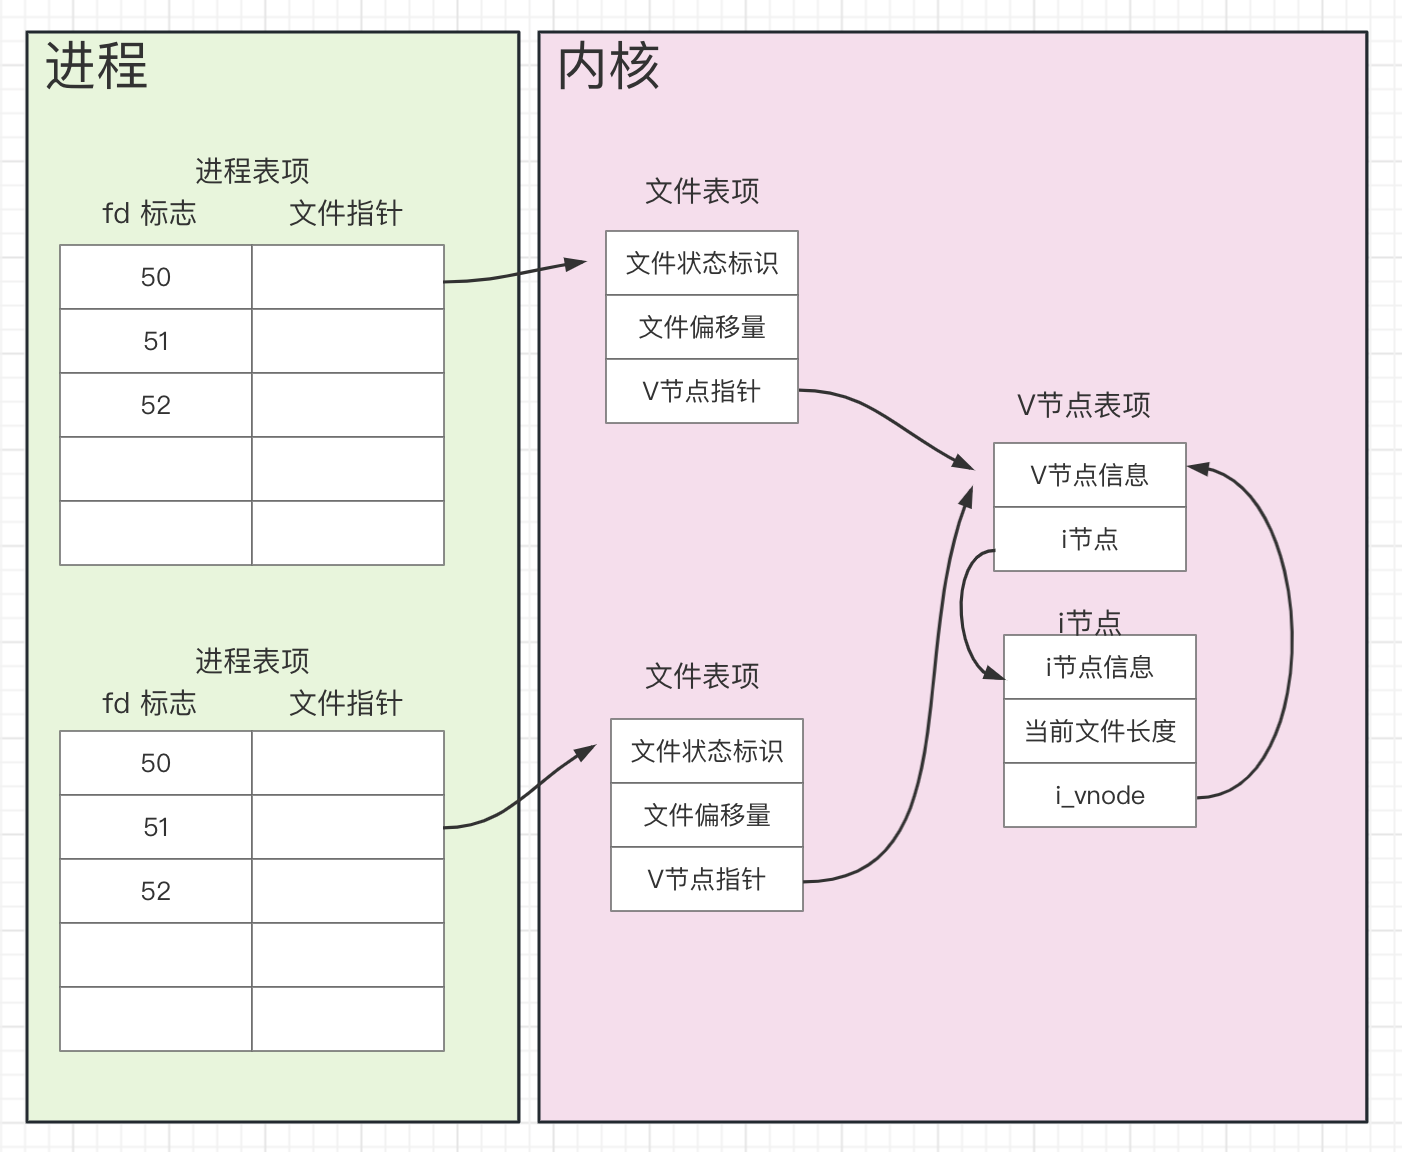 进程
进程表项
fd 标志 文件指针
50
51
52
进程表项
fd 标志 文件指针
50
51
52
内核
文件表项
文件状态标识
文件偏移量
V节点指针
文件表项
文件状态标识
文件偏移量
V节点指针
V节点表项
V节点信息
i节点
i节点
i节点信息
当前文件长度
i_vnode